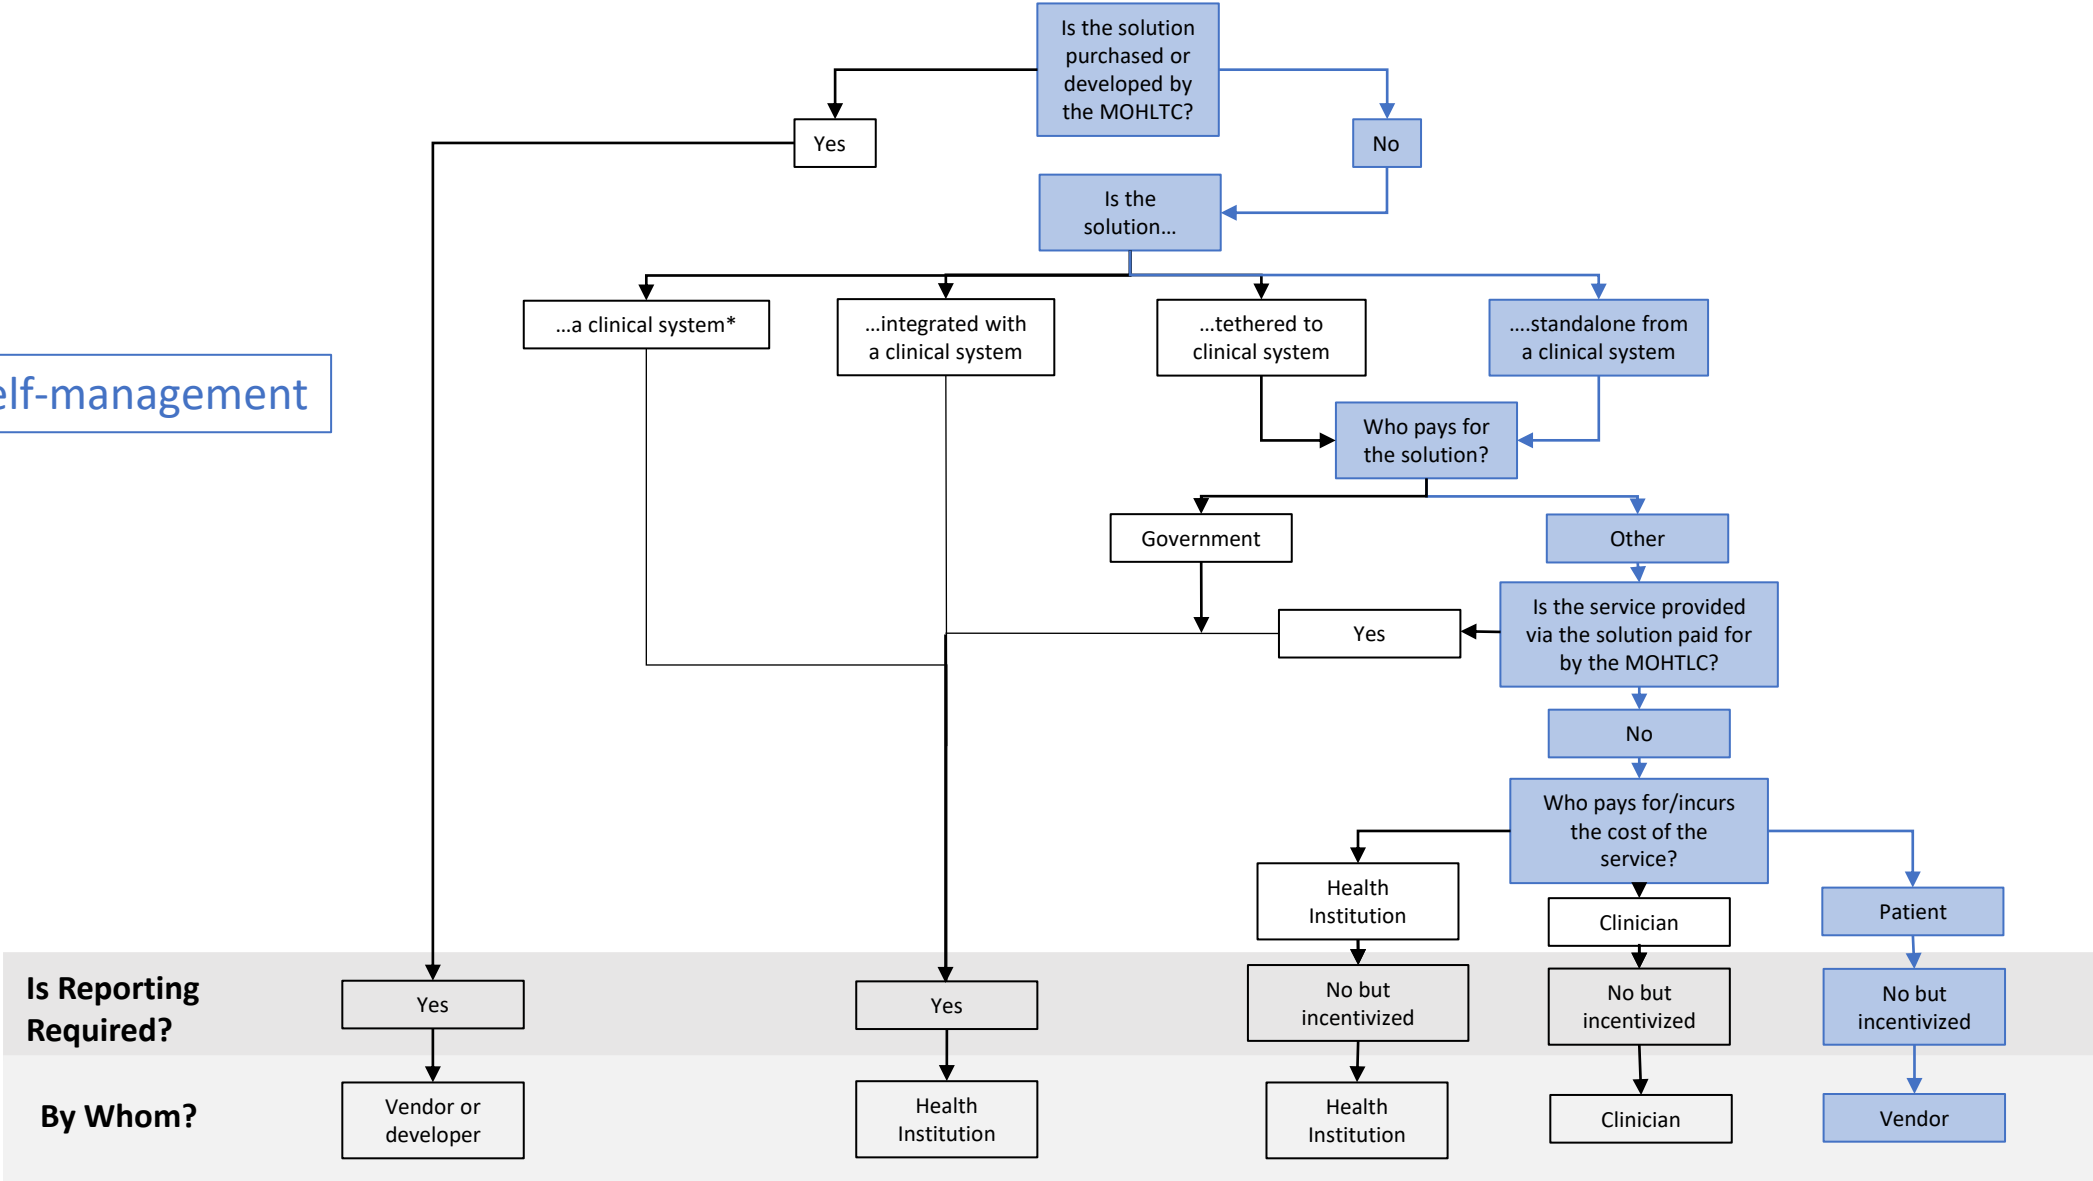 Is the solution
purchased or
developed by
the MOHLTC?
Yes
No
Is the
solution…
…a clinical system*
…integrated with
a clinical system
…tethered to
clinical system
….standalone from
a clinical system
elf-management
Who pays for
the solution?
Government
Other
Is the service provided
via the solution paid for
by the MOHTLC?
Yes
No
Who pays for/incurs
the cost of the
service?
Health
Institution
Clinician
Patient
Is Reporting
Required?
Yes
Yes
No but
incentivized
No but
incentivized
No but
incentivized
By Whom?
Vendor or
developer
Health
Institution
Health
Institution
Clinician
Vendor